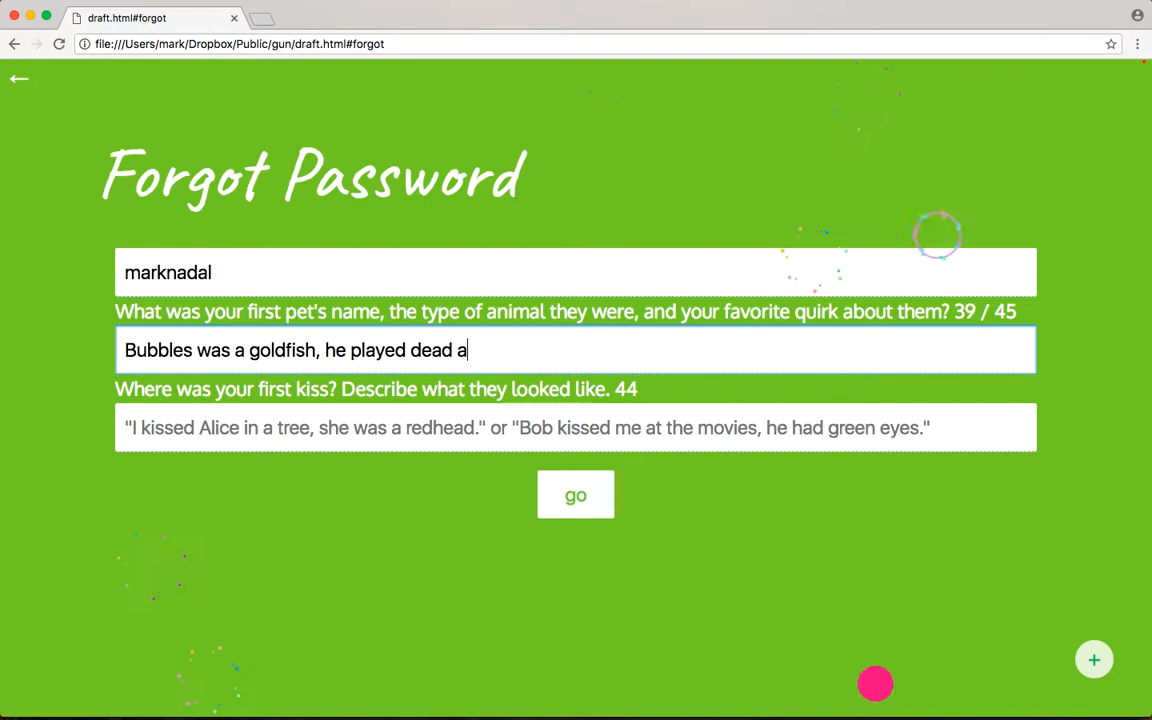 draft.html#forgot
file:///Users/mark/Dropbox/Public/gun/draft.html#forgot
Forgot Password
marknadal
What was your first pet's name, the type of animal they were, and your favorite quirk about them? 39 / 45
Bubbles was a goldfish, he played dead a
Where was your first kiss? Describe what they looked like. 44
"I kissed Alice in a tree, she was a redhead." or "Bob kissed me at the movies, he had green eyes."
go
+